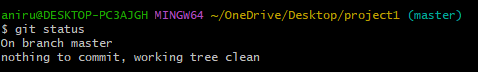 aniru@DESKTOP-PC3AJGH MINGW64 ~/OneDrive/Desktop/project1 (master)
$ git status
On branch master
nothing to commit, working tree clean